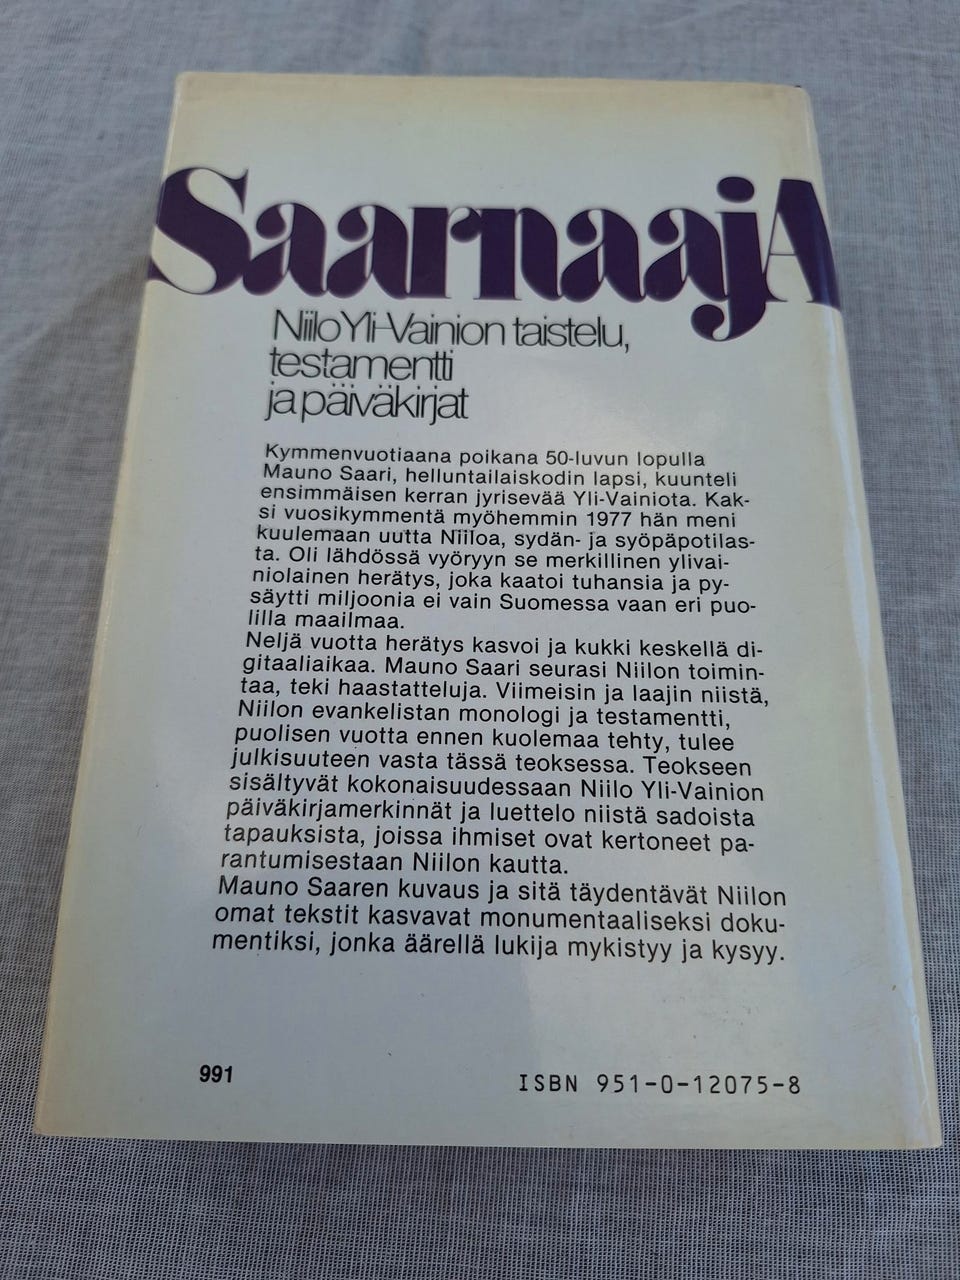 SaarnaajA
Niilo Yli-Vainion taistelu,
testamentti
ja päiväkirjat
Kymmenvuotiaana poikana 50-luvun lopulla
Mauno Saari, helluntailaiskodin lapsi, kuunteli
ensimmäisen kerran jyrisevää Yli-Vainiota. Kak-
si vuosikymmentä myöhemmin 1977 hän meni
kuulemaan uutta Niiloa, sydän- ja syöpäpotilas-
ta. Oli lähdössä vyöryyn se merkillinen ylivai-
niolainen herätys, joka kaatoi tuhansia ja py-
säytti miljoonia ei vain Suomessa vaan eri puo-
lilla maailmaa.
Neljä vuotta herätys kasvoi ja kukki keskellä di-
gitaaliaikaa. Mauno Saari seurasi Niilon toimin-
taa, teki haastatteluja. Viimeisin ja laajin niistä,
Niilon evankelistan monologi ja testamentti,
puolisen vuotta ennen kuolemaa tehty, tulee
julkisuuteen vasta tässä teoksessa. Teokseen
sisältyvät kokonaisuudessaan Niilo Yli-Vainion
päiväkirjamerkinnät ja luettelo niistä sadoista
tapauksista, joissa ihmiset ovat kertoneet pa-
rantumisestaan Niilon kautta.
Mauno Saaren kuvaus ja sitä täydentävät Niilon
omat tekstit kasvavat monumentaaliseksi doku-
mentiksi, jonka äärellä lukija mykistyy ja kysyy.
991
ISBN 951-0-12075-8